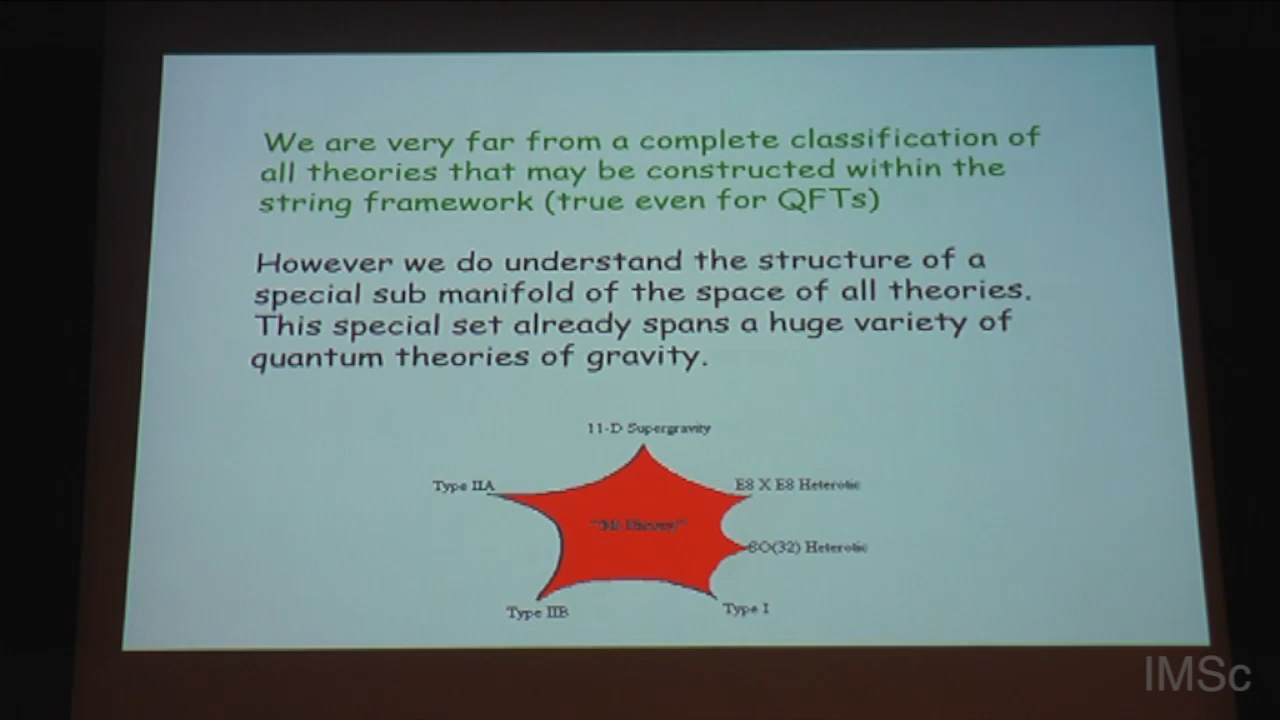 We are very far from a complete classification of
all theories that may be constructed within the
string framework (true even for QFTs)
However we do understand the structure of a
special sub manifold of the space of all theories.
This special set already spans a huge variety of
quantum theories of gravity.
11-D Supergravity
Type IIA
E8 X E8 Heterotic
"M-Theory"
SO(32) Heterotic
Type IIB
Type I
IMSc